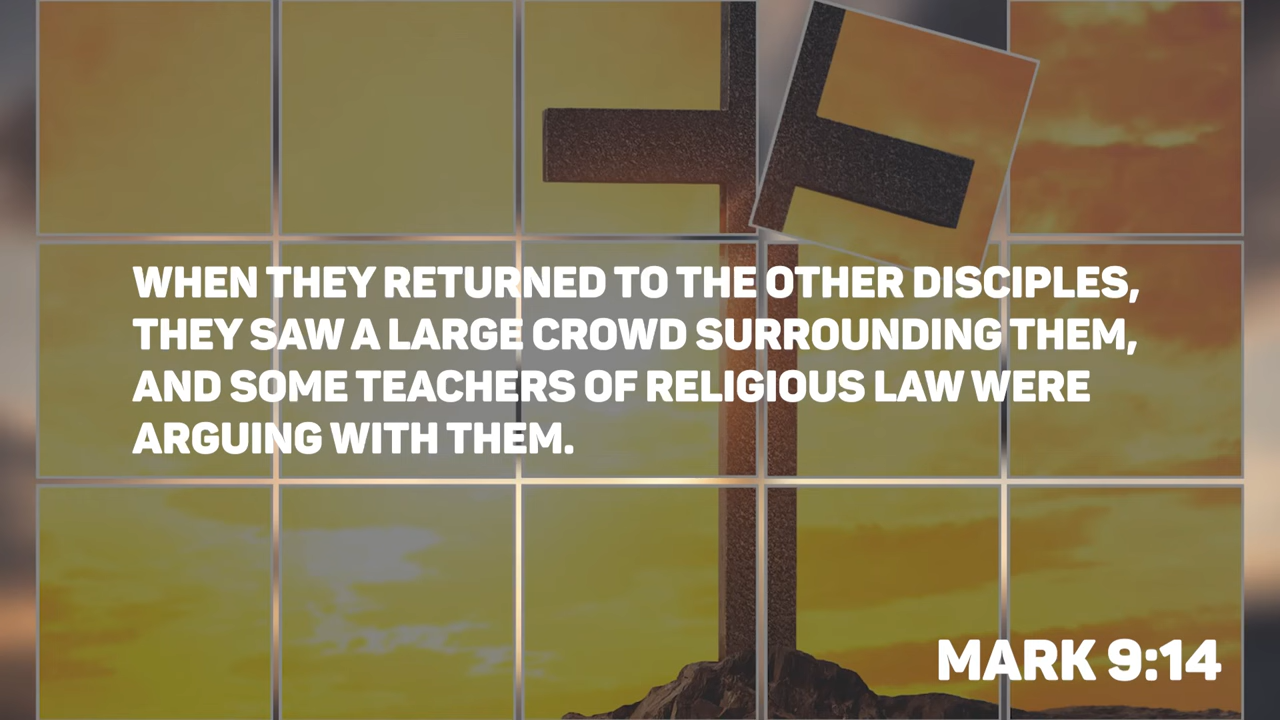 WHEN THEY RETURNED TO THE OTHER DISCIPLES,
THEY SAW A LARGE CROWD SURROUNDING THEM,
AND SOME TEACHERS OF RELIGIOUS LAW WERE
ARGUING WITH THEM.
MARK 9:14